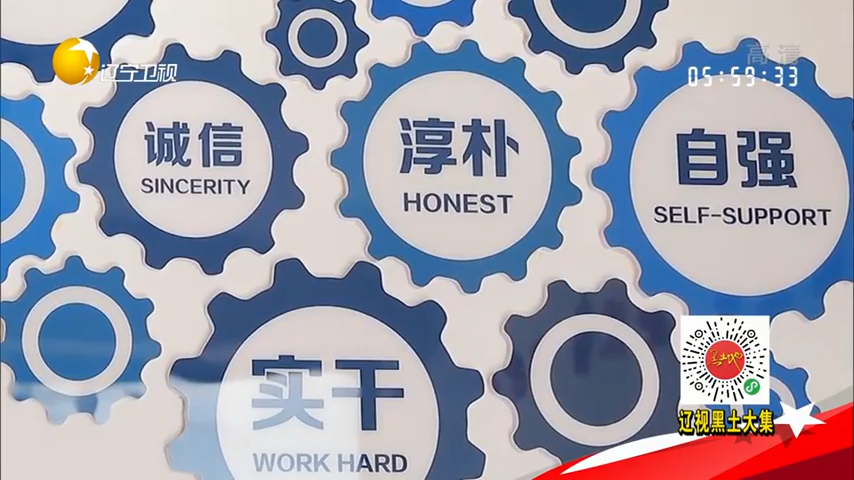 辽宁卫视
高清
05:59:33
诚信
SINCERITY
淳朴
HONEST
自强
SELF-SUPPORT
实干
WORK HARD
辽视黑土大集